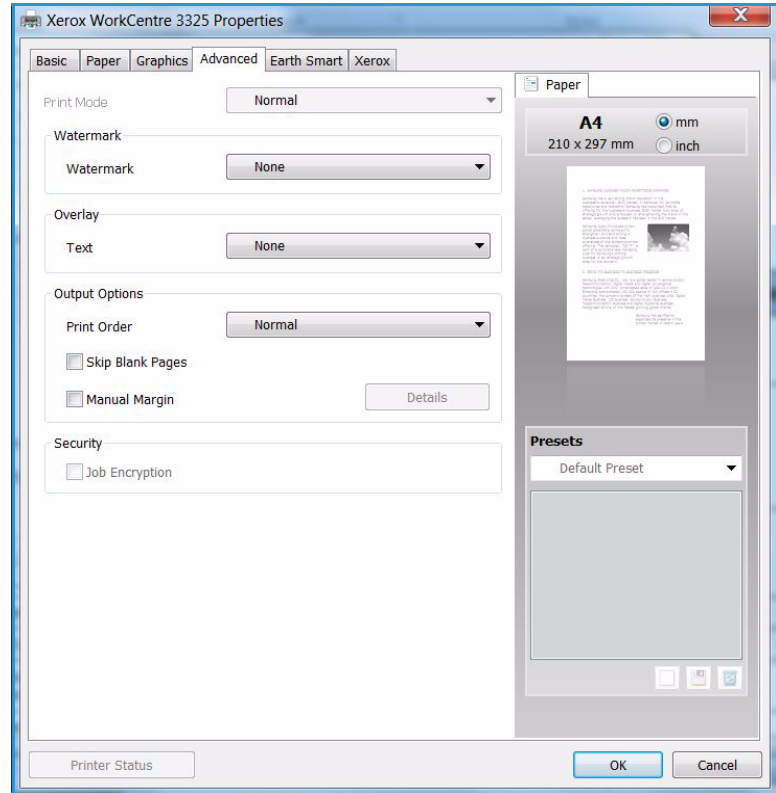 Xerox WorkCentre 3325 Properties
X
Basic Paper Graphics Advanced Earth Smart Xerox
Print Mode Normal
Watermark
Watermark None
Overlay
Text None
Output Options
Print Order Normal
Skip Blank Pages
Manual Margin Details
Security
Job Encryption
Paper
A4 mm
210 x 297 mm inch
Presets
Default Preset
Printer Status OK Cancel